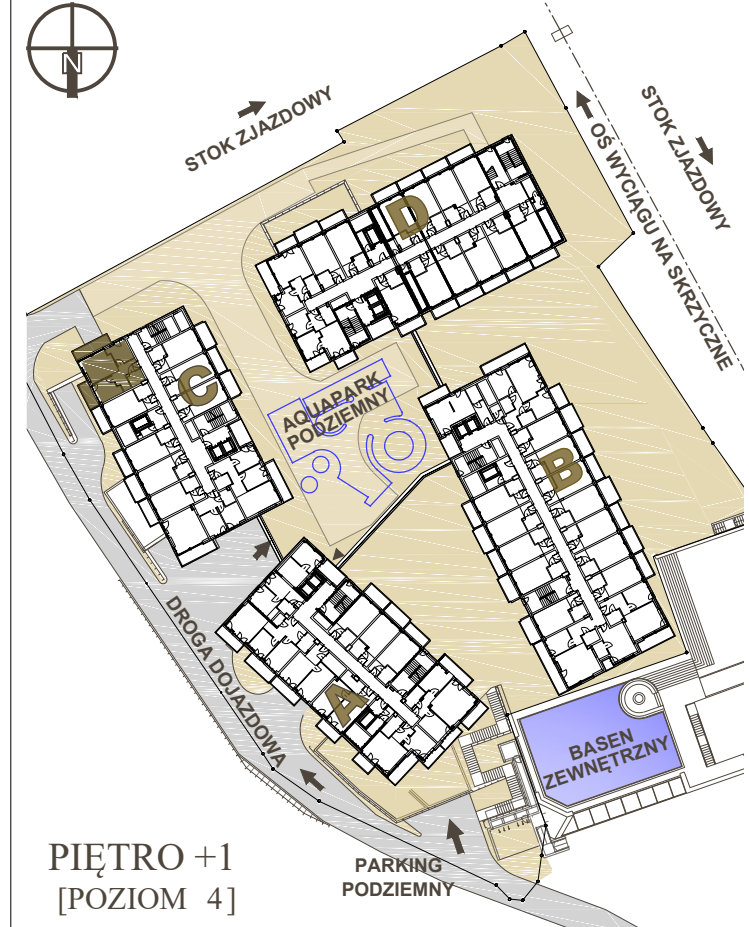 N
STOK ZJAZDOWY
STOK ZJAZDOWY
OŚ WYCIĄGU NA SKRZYCZNE
D
C
AQUAPARK
PODZIEMNY
B
DROGA DOJAZDOWA
A
BASEN
ZEWNĘTRZNY
PIĘTRO +1
[POZIOM 4]
PARKING
PODZIEMNY